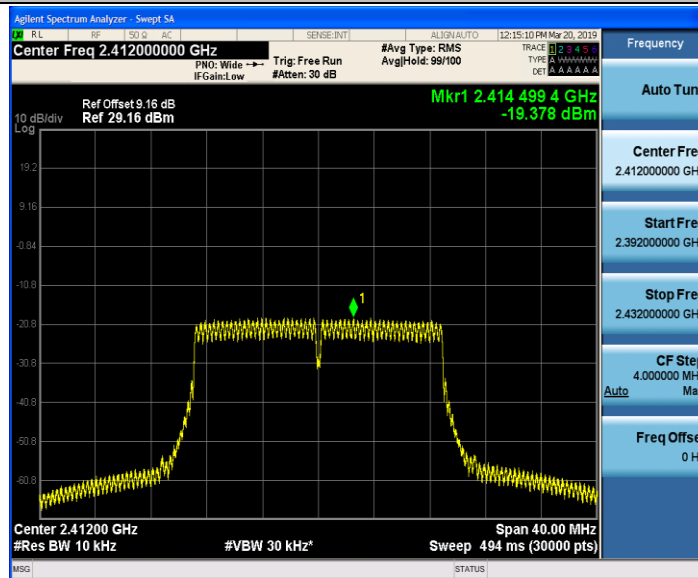 Agilent Spectrum Analyzer - Swept SA
RL RF 50 Ω AC SENSE:INT ALIGNAUTO 12:15:10 PM Mar 20, 2019
Center Freq 2.412000000 GHz
PNO: Wide
IFGain:Low
Trig: Free Run
#Atten: 30 dB
#Avg Type: RMS
Avg|Hold: 99/100
TRACE 1 2 3 4 5 6
TYPE A WWWWW
DET A A A A A A
Ref Offset 9.16 dB
10 dB/div Ref 29.16 dBm
Log
Mkr1 2.414 499 4 GHz
-19.378 dBm
19.2
9.16
-0.84
-10.8
1
-20.8
-30.8
-40.8
-50.8
-60.8
Center 2.41200 GHz Span 40.00 MHz
#Res BW 10 kHz #VBW 30 kHz* Sweep 494 ms (30000 pts)
MSG STATUS
Frequency
Auto Tun
Center Fre
2.412000000 GH
Start Fre
2.392000000 GH
Stop Fre
2.432000000 GH
CF Ste
4.000000 MH
Auto Ma
Freq Offse
0 H